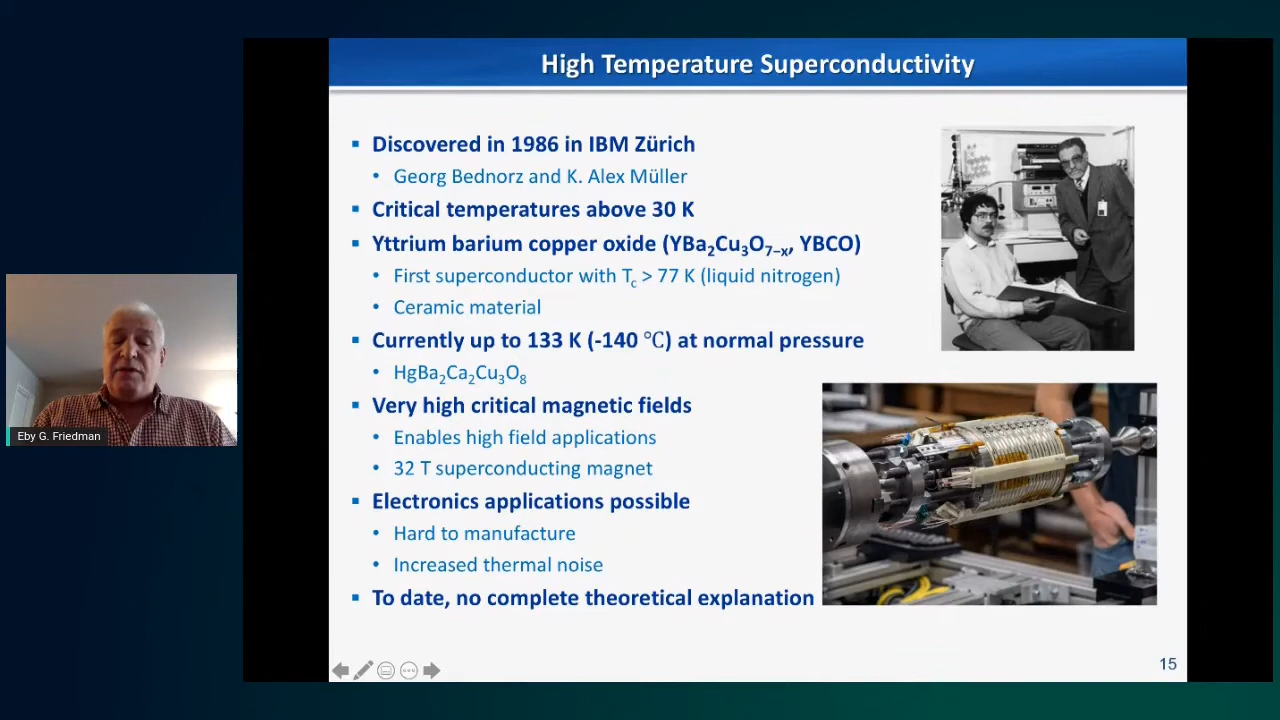 High Temperature Superconductivity
▪ Discovered in 1986 in IBM Zürich
• Georg Bednorz and K. Alex Müller
▪ Critical temperatures above 30 K
▪ Yttrium barium copper oxide (YBa₂Cu₃O₇₋ₓ, YBCO)
• First superconductor with Tc > 77 K (liquid nitrogen)
• Ceramic material
▪ Currently up to 133 K (-140 ℃) at normal pressure
• HgBa₂Ca₂Cu₃O₈
▪ Very high critical magnetic fields
• Enables high field applications
• 32 T superconducting magnet
▪ Electronics applications possible
• Hard to manufacture
• Increased thermal noise
▪ To date, no complete theoretical explanation
15
Eby G. Friedman